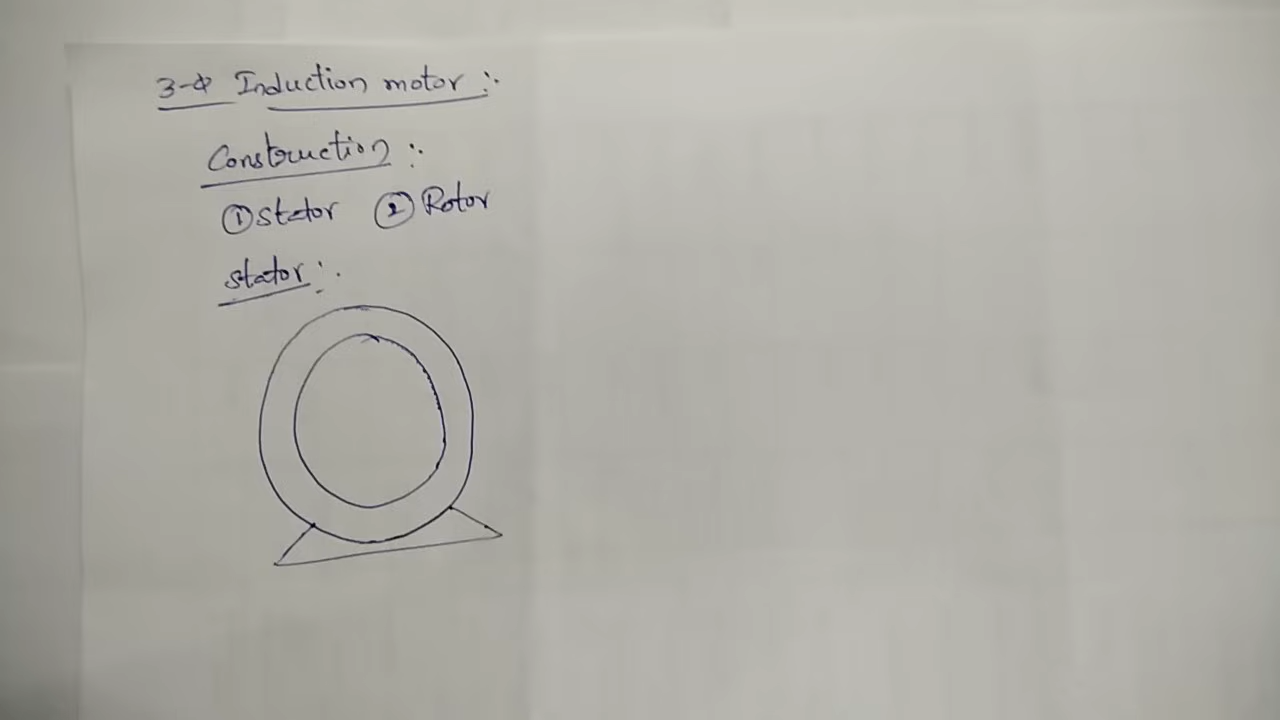 3-Φ Induction motor :-
Construction :-
① Stator ② Rotor
Stator :-